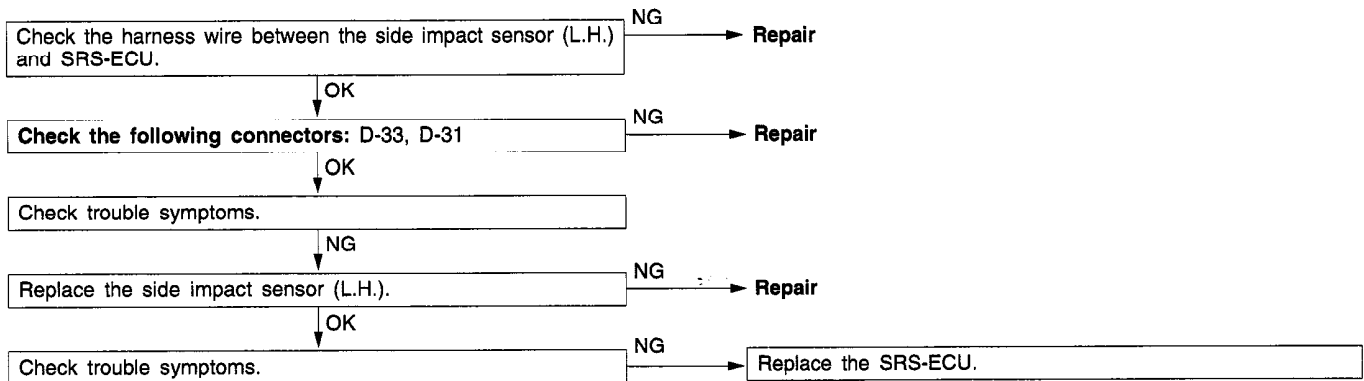 Check the harness wire between the side impact sensor (L.H.)
and SRS-ECU.
NG
Repair
OK
Check the following connectors: D-33, D-31
NG
Repair
OK
Check trouble symptoms.
NG
Replace the side impact sensor (L.H.).
NG
Repair
OK
Check trouble symptoms.
NG
Replace the SRS-ECU.